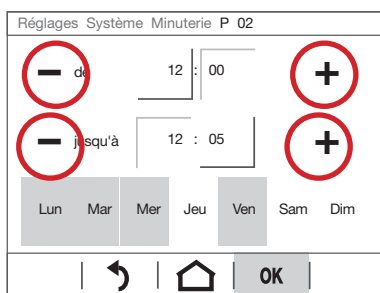 Réglages Système Minuterie P 02
− de 12 : 00 +
− jusqu'à 12 : 05 +
Lun Mar Mer Jeu Ven Sam Dim
OK